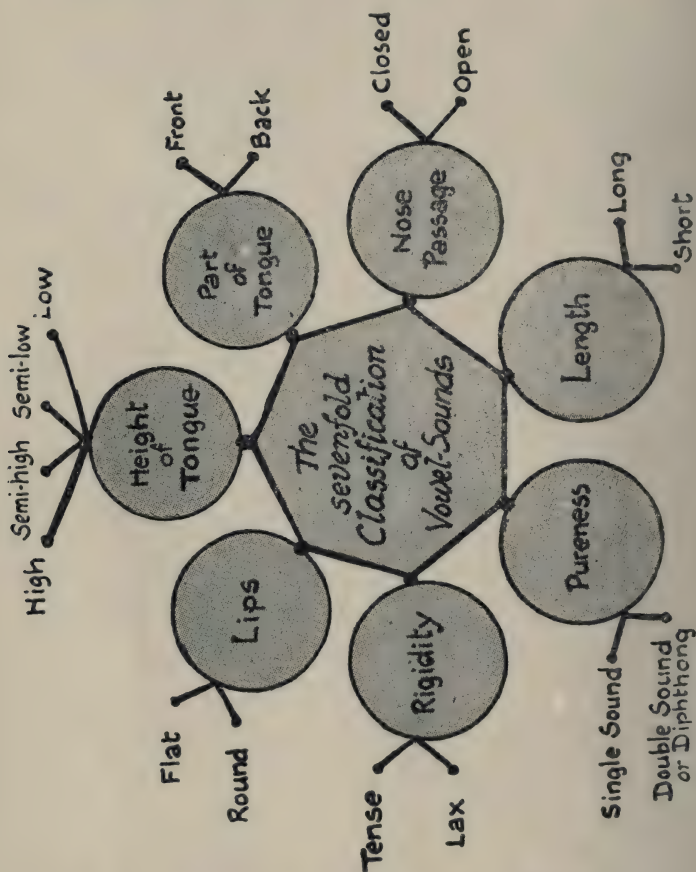 The
sevenfold
Classification
of
Vowel-Sounds
Height
of
Tongue
High
Semi-high
Semi-low
Low
Part
of
Tongue
Front
Back
Nose
Passage
Closed
Open
Length
Long
Short
Pureness
Single Sound
Double Sound
or Diphthong
Rigidity
Tense
Lax
Lips
Flat
Round